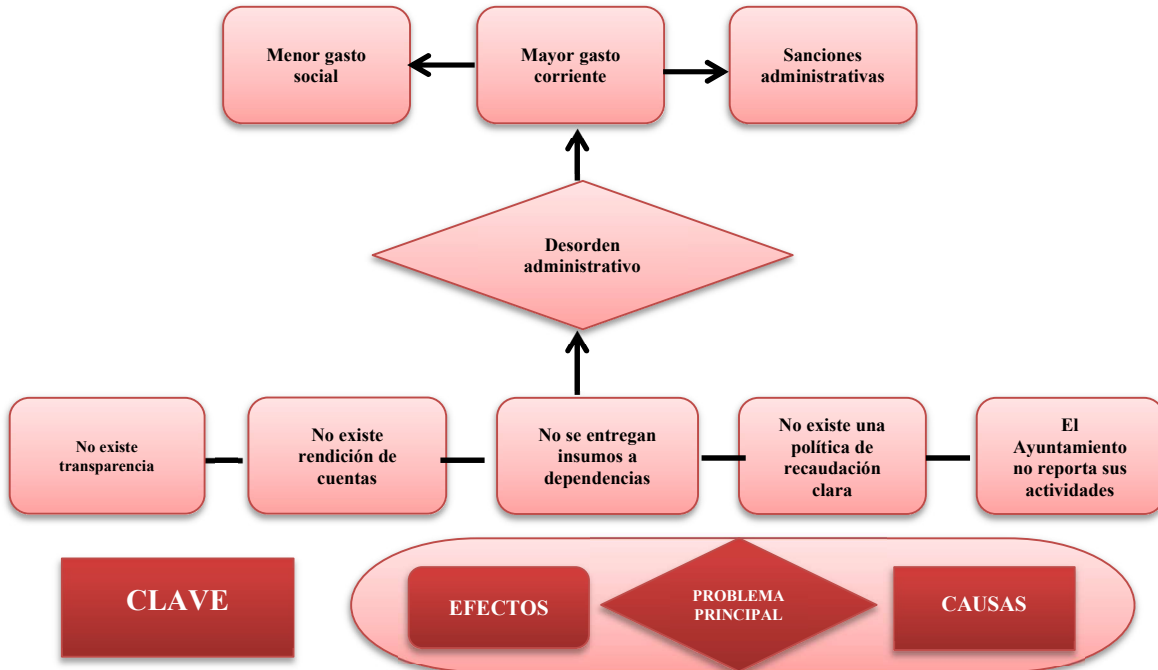 Menor gasto
social
Mayor gasto
corriente
Sanciones
administrativas
Desorden
administrativo
No existe
transparencia
No existe
rendición de
cuentas
No se entregan
insumos a
dependencias
No existe una
política de
recaudación
clara
El
Ayuntamiento
no reporta sus
actividades
CLAVE
EFECTOS
PROBLEMA
PRINCIPAL
CAUSAS